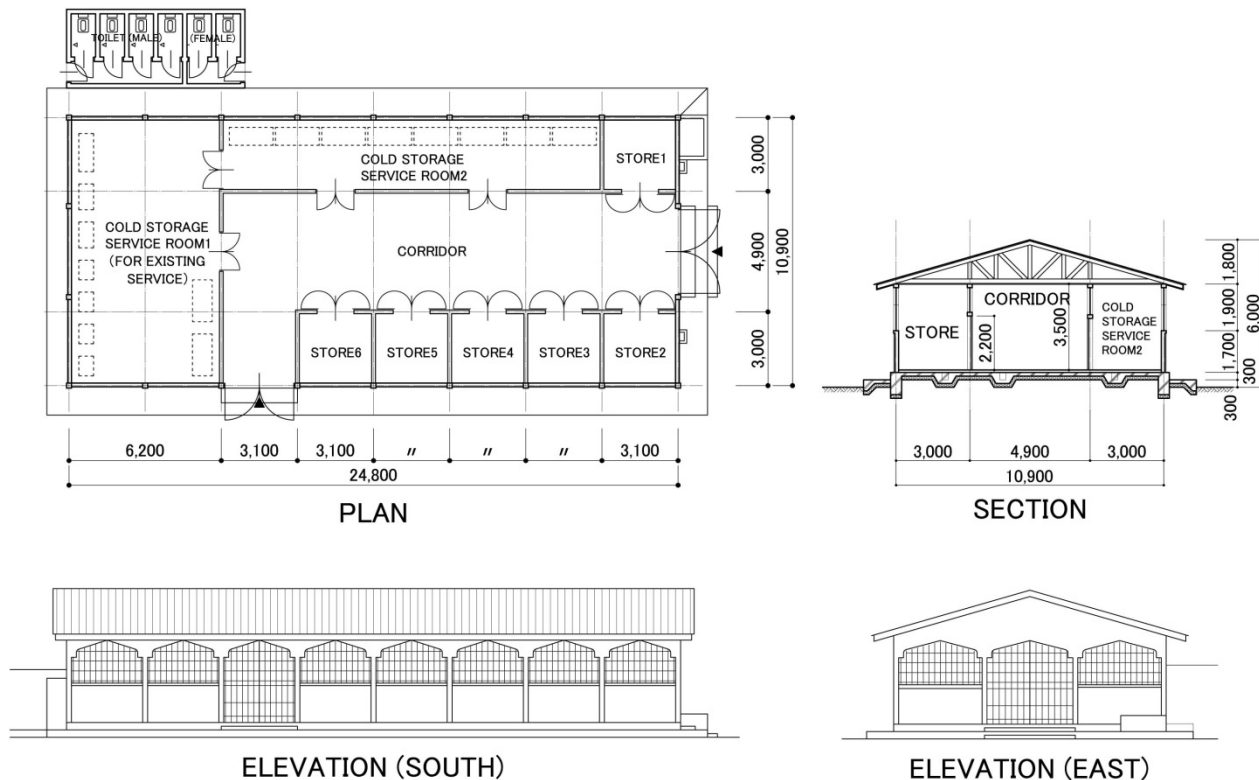 TOILET (MALE) (FEMALE)
COLD STORAGE
SERVICE ROOM2
STORE1
COLD STORAGE
SERVICE ROOM1
(FOR EXISTING
SERVICE)
CORRIDOR
STORE6
STORE5
STORE4
STORE3
STORE2
3,000
4,900
3,000
10,900
6,200
3,100
3,100
〃
〃
〃
3,100
24,800
PLAN
STORE
CORRIDOR
COLD
STORAGE
SERVICE
ROOM2
2,200
3,500
1,800
1,900
1,700
300
300
6,000
3,000
4,900
3,000
10,900
SECTION
ELEVATION (SOUTH)
ELEVATION (EAST)